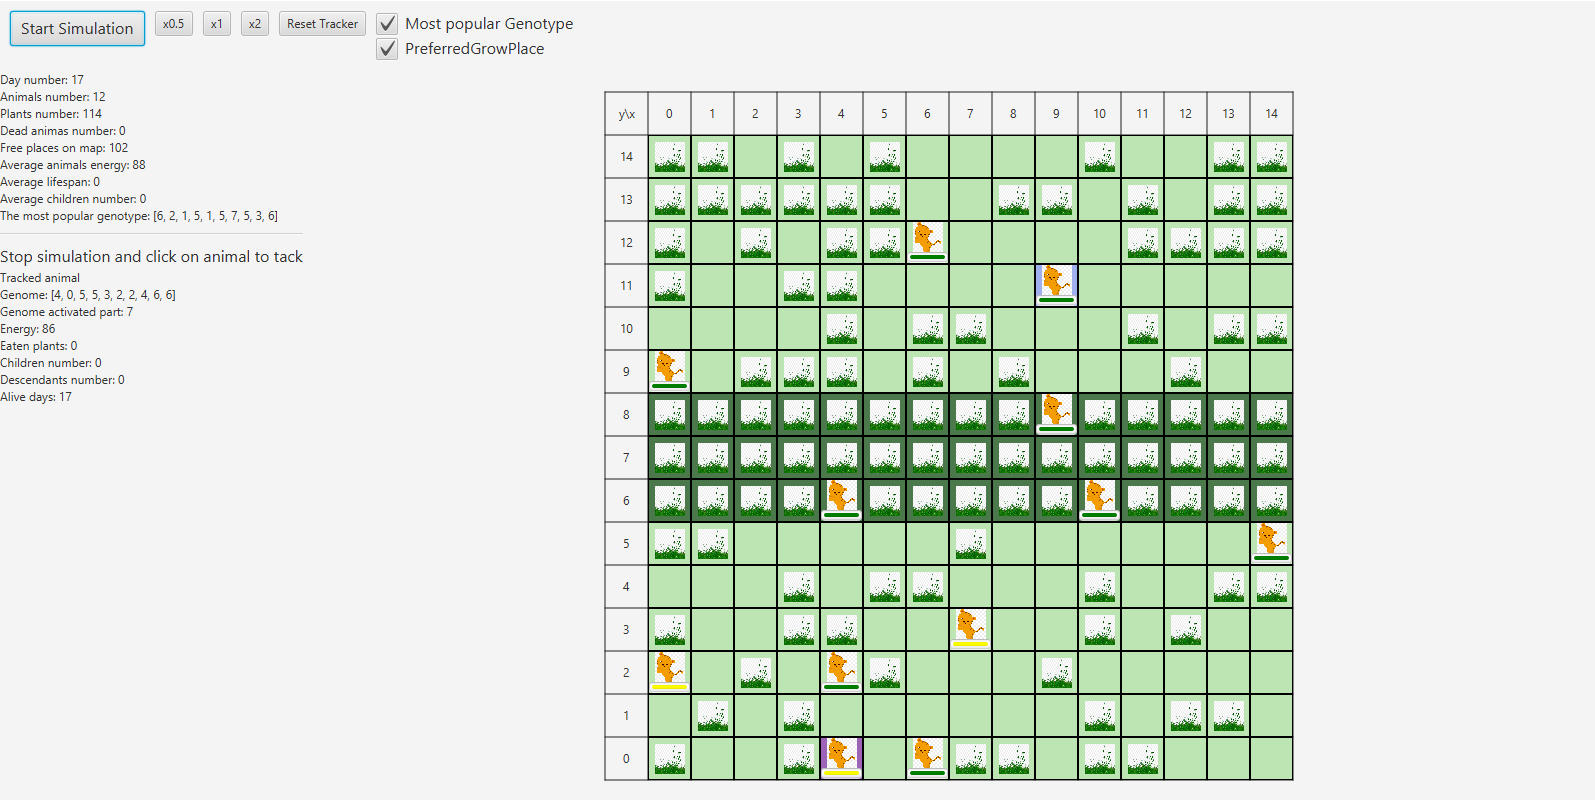 Start Simulation x0.5 x1 x2 Reset Tracker Most popular Genotype
PreferredGrowPlace
Day number: 17
Animals number: 12
Plants number: 114
Dead animas number: 0
Free places on map: 102
Average animals energy: 88
Average lifespan: 0
Average children number: 0
The most popular genotype: [6, 2, 1, 5, 1, 5, 7, 5, 3, 6]
Stop simulation and click on animal to tack
Tracked animal
Genome: [4, 0, 5, 5, 3, 2, 2, 4, 6, 6]
Genome activated part: 7
Energy: 86
Eaten plants: 0
Children number: 0
Descendants number: 0
Alive days: 17
y\x 0 1 2 3 4 5 6 7 8 9 10 11 12 13 14
14
13
12
11
10
9
8
7
6
5
4
3
2
1
0